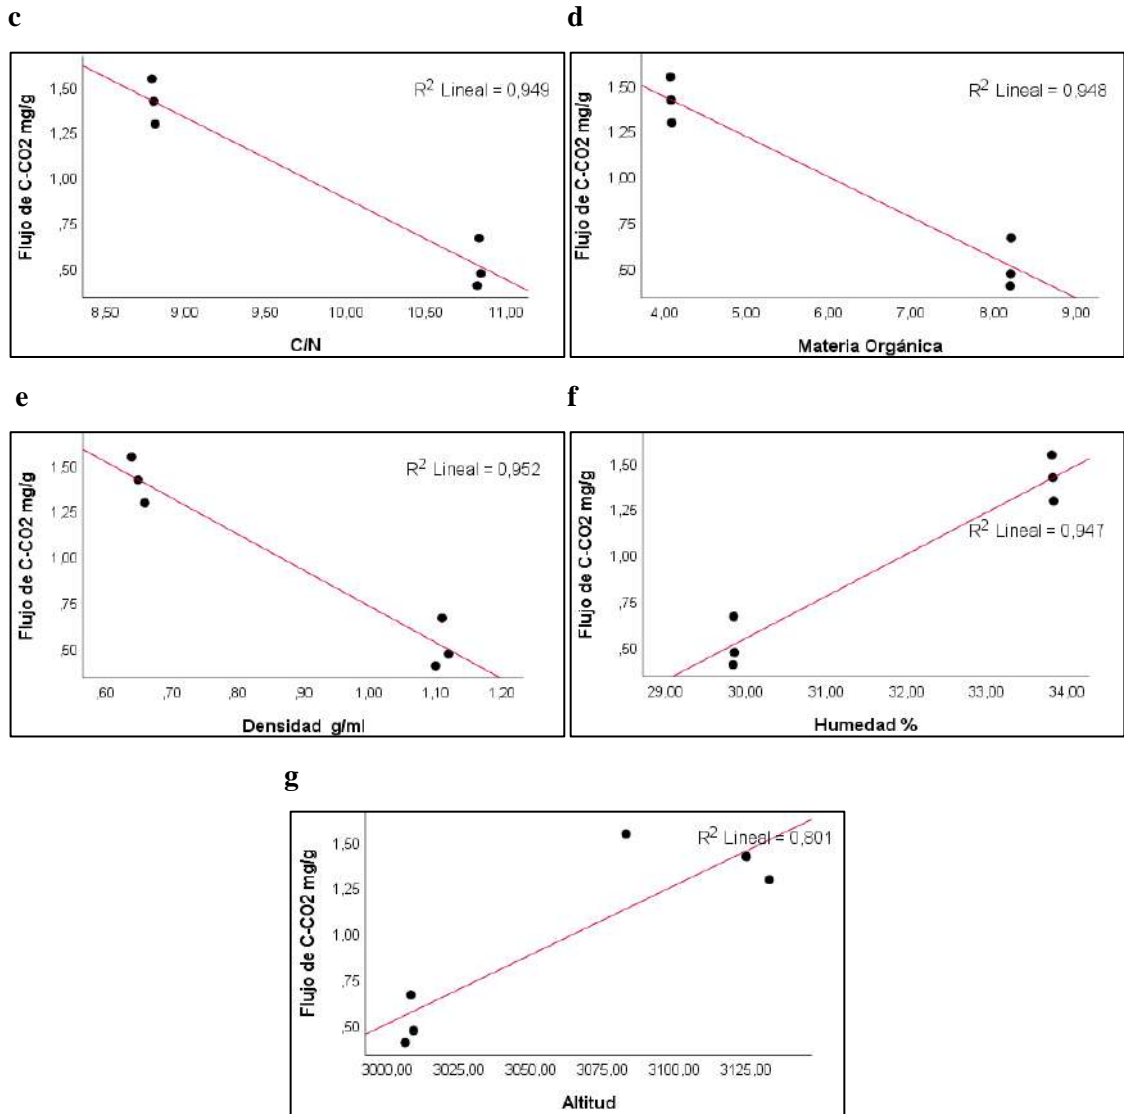 c
d
Flujo de C-CO2 mg/g
1,50
1,25
1,00
,75
,50
R2 Lineal = 0,949
8,50 9,00 9,50 10,00 10,50 11,00
C/N
Flujo de C-CO2 mg/g
1,50
1,25
1,00
,75
,50
R2 Lineal = 0,948
4,00 5,00 6,00 7,00 8,00 9,00
Materia Orgánica
e
f
Flujo de C-CO2 mg/g
1,50
1,25
1,00
,75
,50
R2 Lineal = 0,952
,60 ,70 ,80 ,90 1,00 1,10 1,20
Densidad g/ml
Flujo de C-CO2 mg/g
1,50
1,25
1,00
,75
,50
R2 Lineal = 0,947
29,00 30,00 31,00 32,00 33,00 34,00
Humedad %
g
Flujo de C-CO2 mg/g
1,50
1,25
1,00
,75
,50
R2 Lineal = 0,801
3000,00 3025,00 3050,00 3075,00 3100,00 3125,00
Altitud